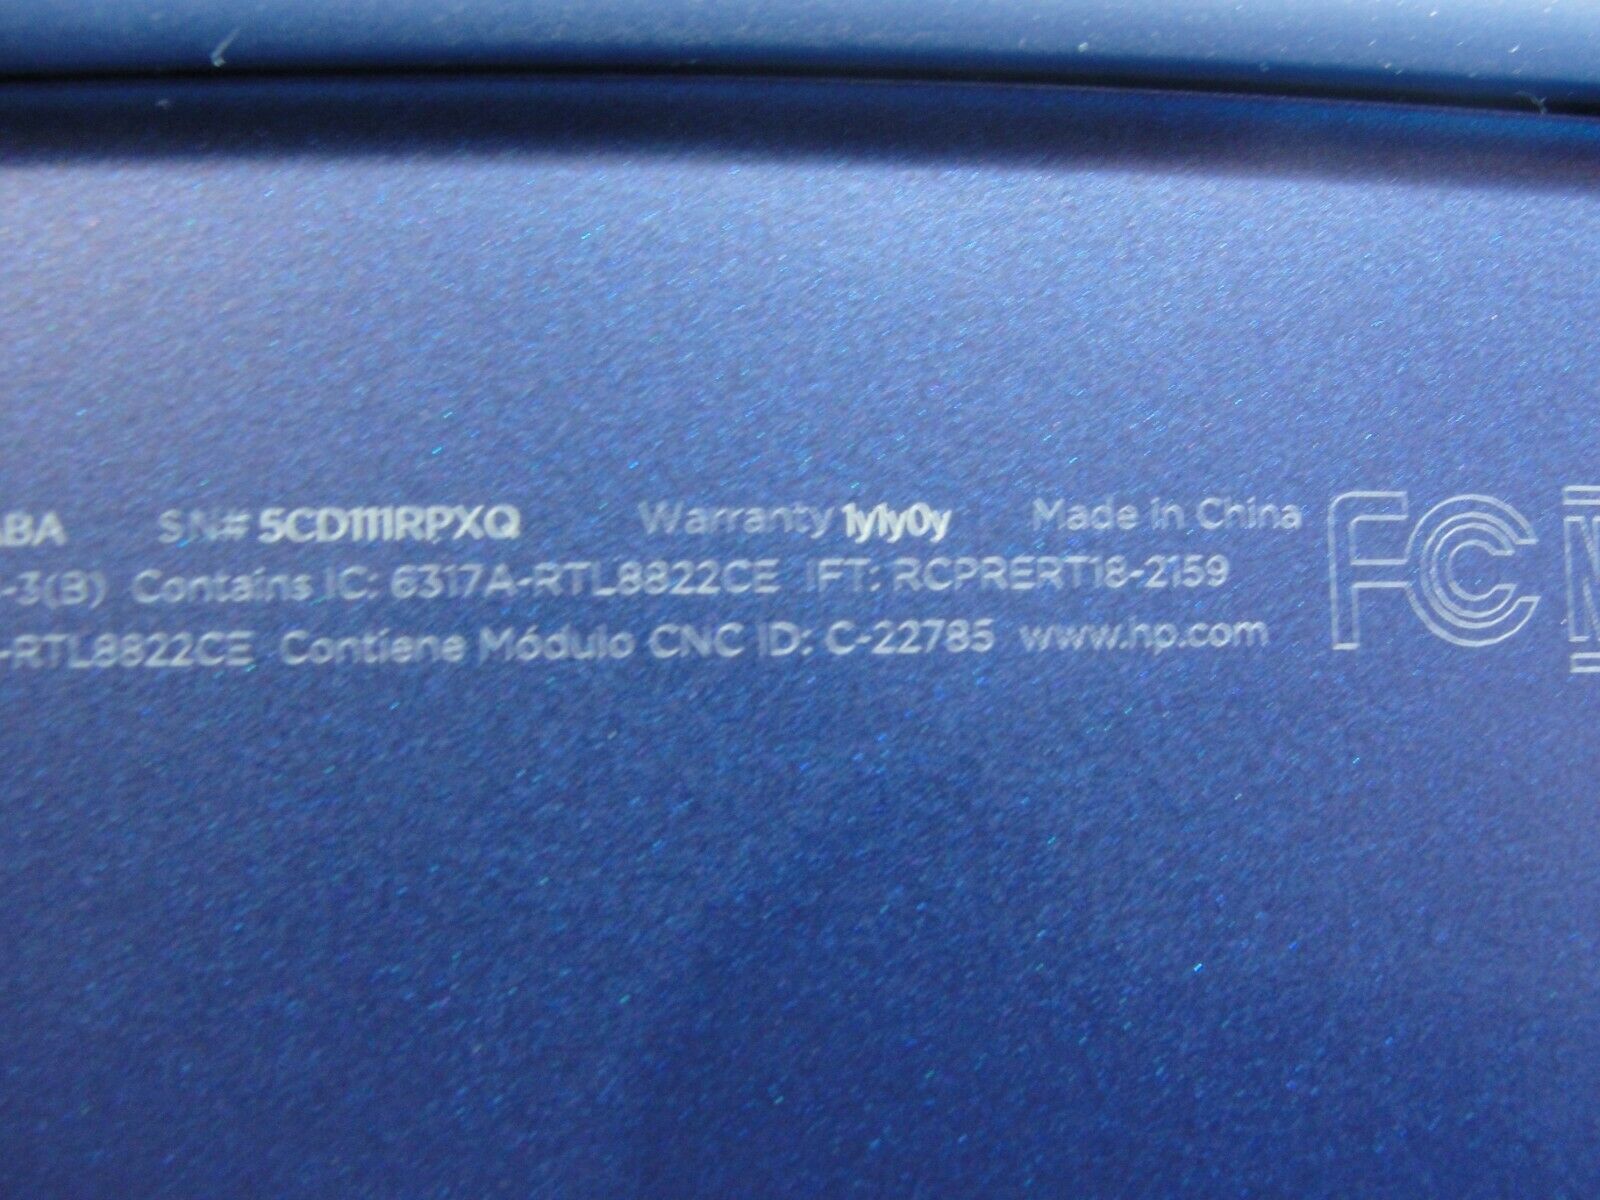 ABA SN# 5CD111RPXQ Warranty 1y1y0y Made in China
-3(B) Contains IC: 6317A-RTL8822CE IFT: RCPRERT18-2159
-RTL8822CE Contiene Módulo CNC ID: C-22785 www.hp.com
FC